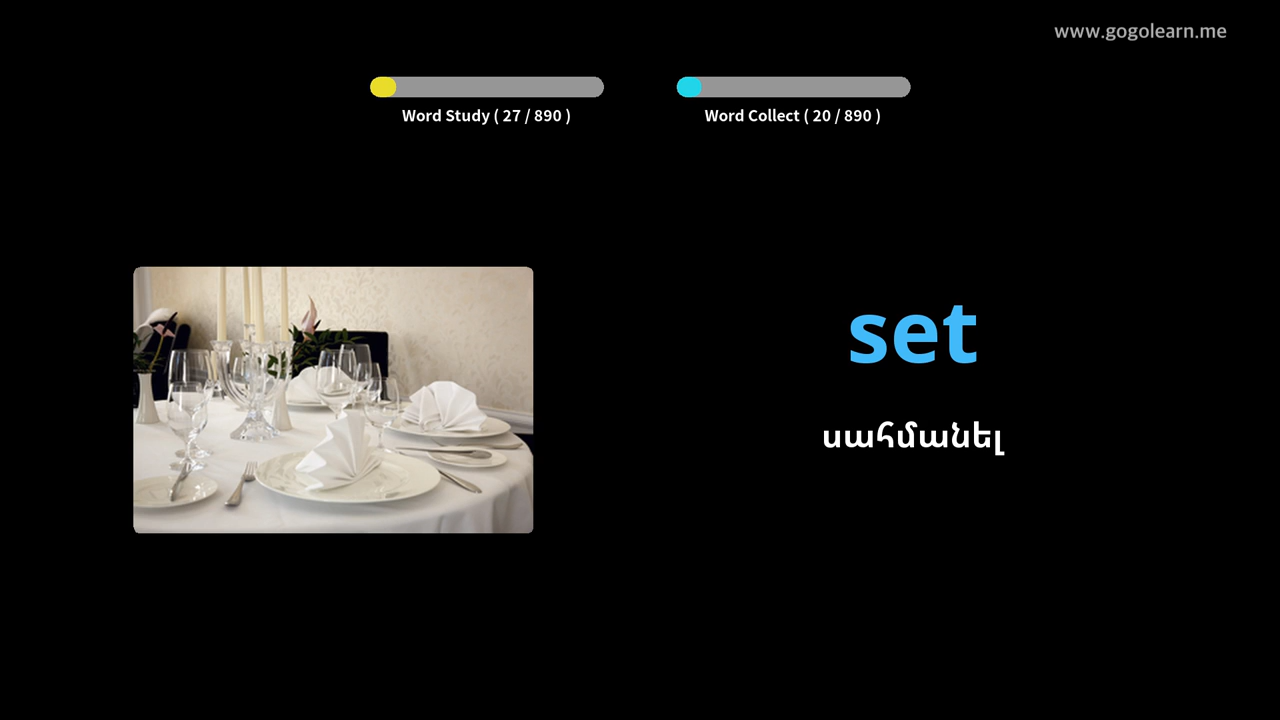 www.gogolearn.me
Word Study ( 27 / 890 )
Word Collect ( 20 / 890 )
set
սահմանել